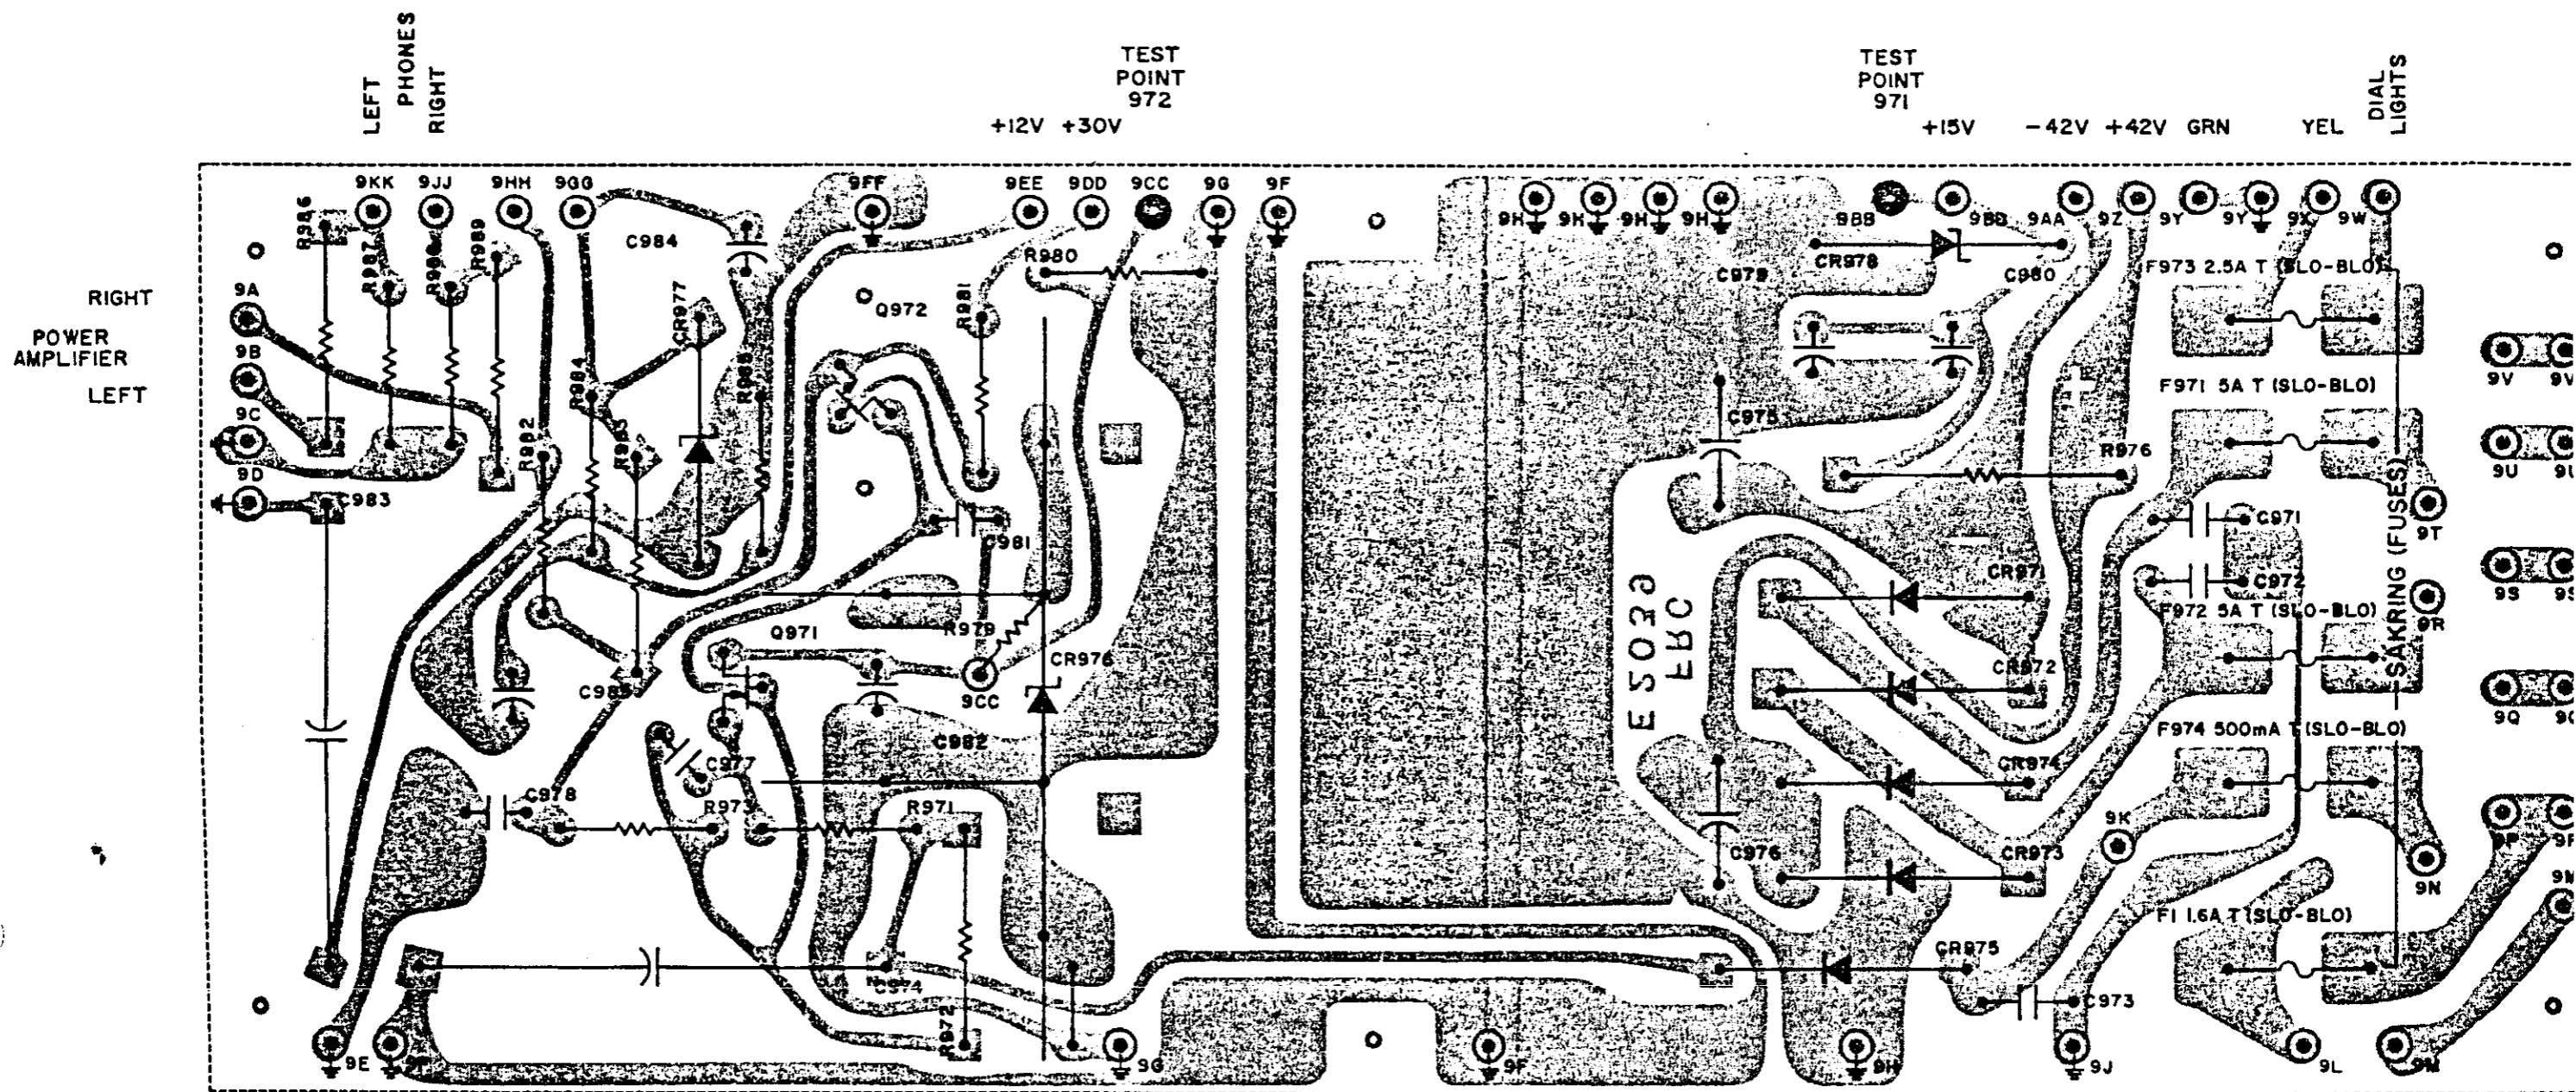 LEFT
PHONES
RIGHT
TEST
POINT
972
+12V +30V
TEST
POINT
971
+15V -42V +42V GRN YEL
DIAL
LIGHTS
9KK 9JJ 9HH 9GG 9FF 9EE 9DD 9CC 9G 9F
9H 9H 9H 9H 9BB 9BB 9AA 9Z 9Y 9Y 9X 9W
R986
R987
R989
C984
R980
C979 CR978 C980
F973 2.5A T (SLO-BLO)
RIGHT
POWER
AMPLIFIER
LEFT
9A
9B
9C
9D
CR977
Q972
R981
R984
R985
R982
R983
C983
C975
F971 5A T (SLO-BLO)
R976
9V 9V
9U
9T
C981
C971
C972
SAKRING (FUSES)
CR971
F972 5A T (SLO-BLO)
9S
9R
E 2039
FRC
Q971
R979
CR976
CR972
C985
9CC
9Q
C982
F974 500mA T (SLO-BLO)
C977
CR974
C978
R973
R971
9K
9P
C976
CR973
9N
F1 1.6A T (SLO-BLO)
CR975
C974
C973
R972
9E
9G
9F
9H
9J
9L
9M